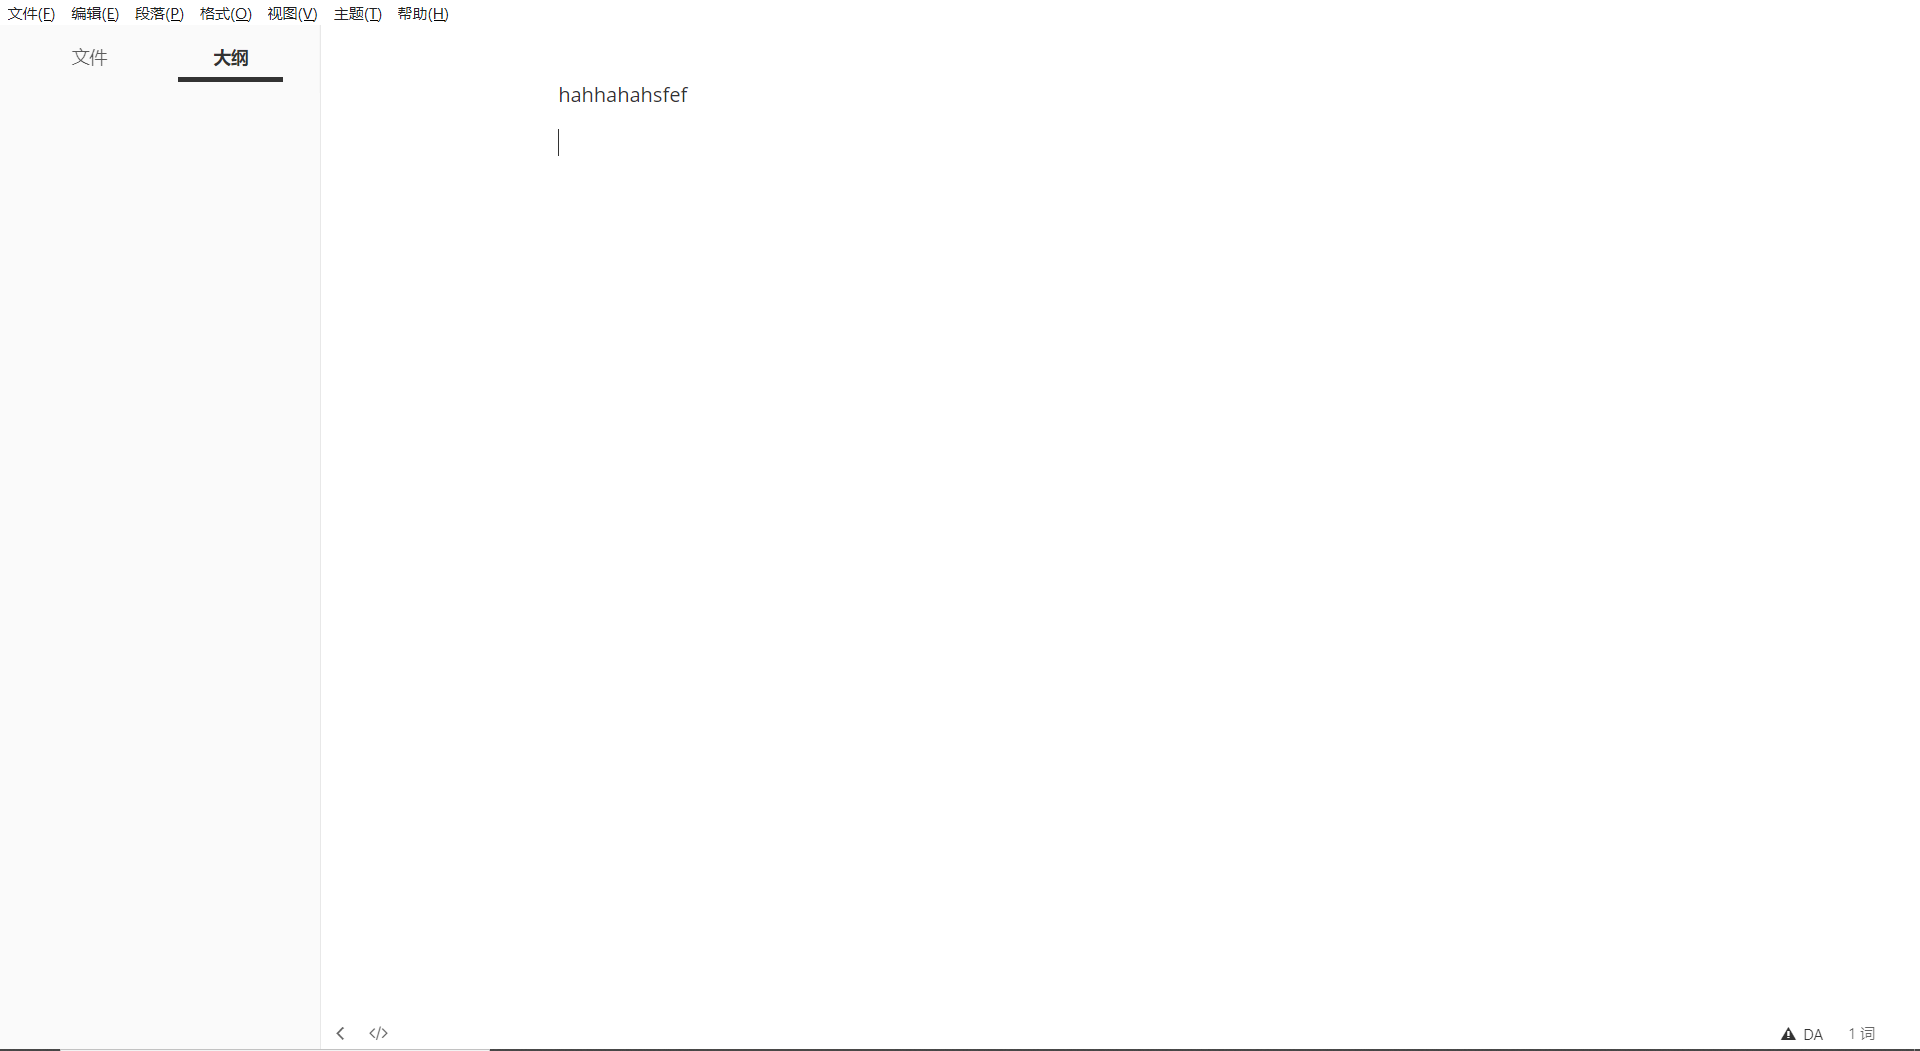 文件(F) 编辑(E) 段落(P) 格式(O) 视图(V) 主题(T) 帮助(H)
文件 大纲
hahhahahsfef
</> DA 1 词